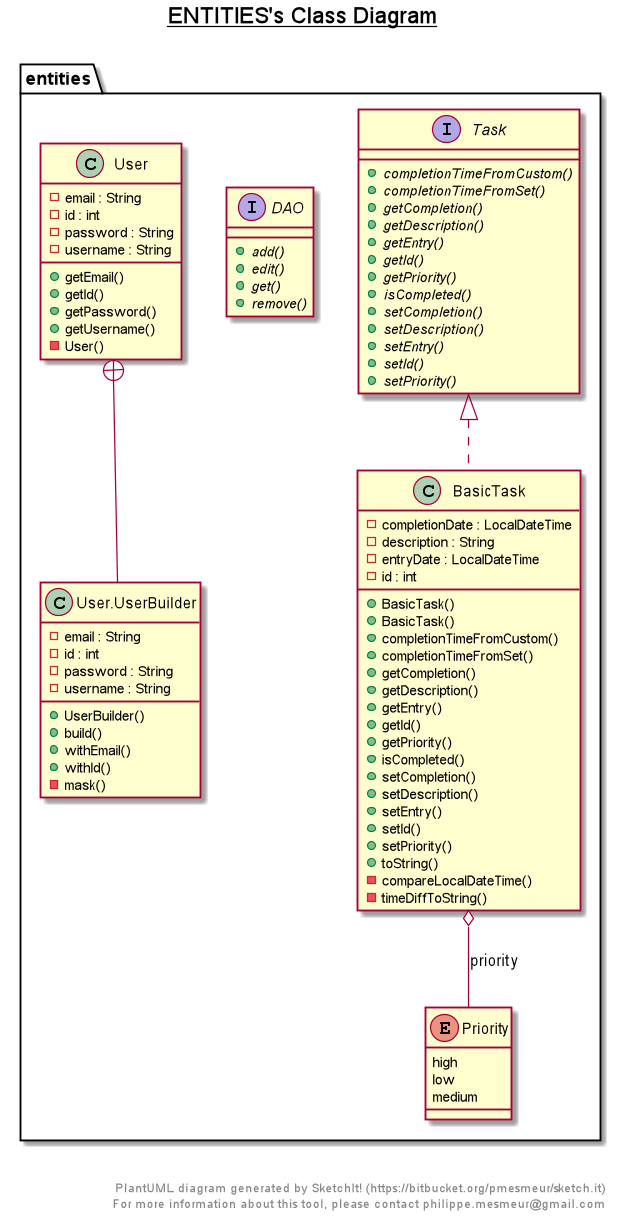 ENTITIES's Class Diagram
entities
C User
email : String
id : int
password : String
username : String
getEmail()
getId()
getPassword()
getUsername()
User()
I DAO
add()
edit()
get()
remove()
I Task
completionTimeFromCustom()
completionTimeFromSet()
getCompletion()
getDescription()
getEntry()
getId()
getPriority()
isCompleted()
setCompletion()
setDescription()
setEntry()
setId()
setPriority()
C User.UserBuilder
email : String
id : int
password : String
username : String
UserBuilder()
build()
withEmail()
withId()
mask()
C BasicTask
completionDate : LocalDateTime
description : String
entryDate : LocalDateTime
id : int
BasicTask()
BasicTask()
completionTimeFromCustom()
completionTimeFromSet()
getCompletion()
getDescription()
getEntry()
getId()
getPriority()
isCompleted()
setCompletion()
setDescription()
setEntry()
setId()
setPriority()
toString()
compareLocalDateTime()
timeDiffToString()
priority
E Priority
high
low
medium
PlantUML diagram generated by SketchIt! (https://bitbucket.org/pmesmeur/sketch.it)
For more information about this tool, please contact philippe.mesmeur@gmail.com